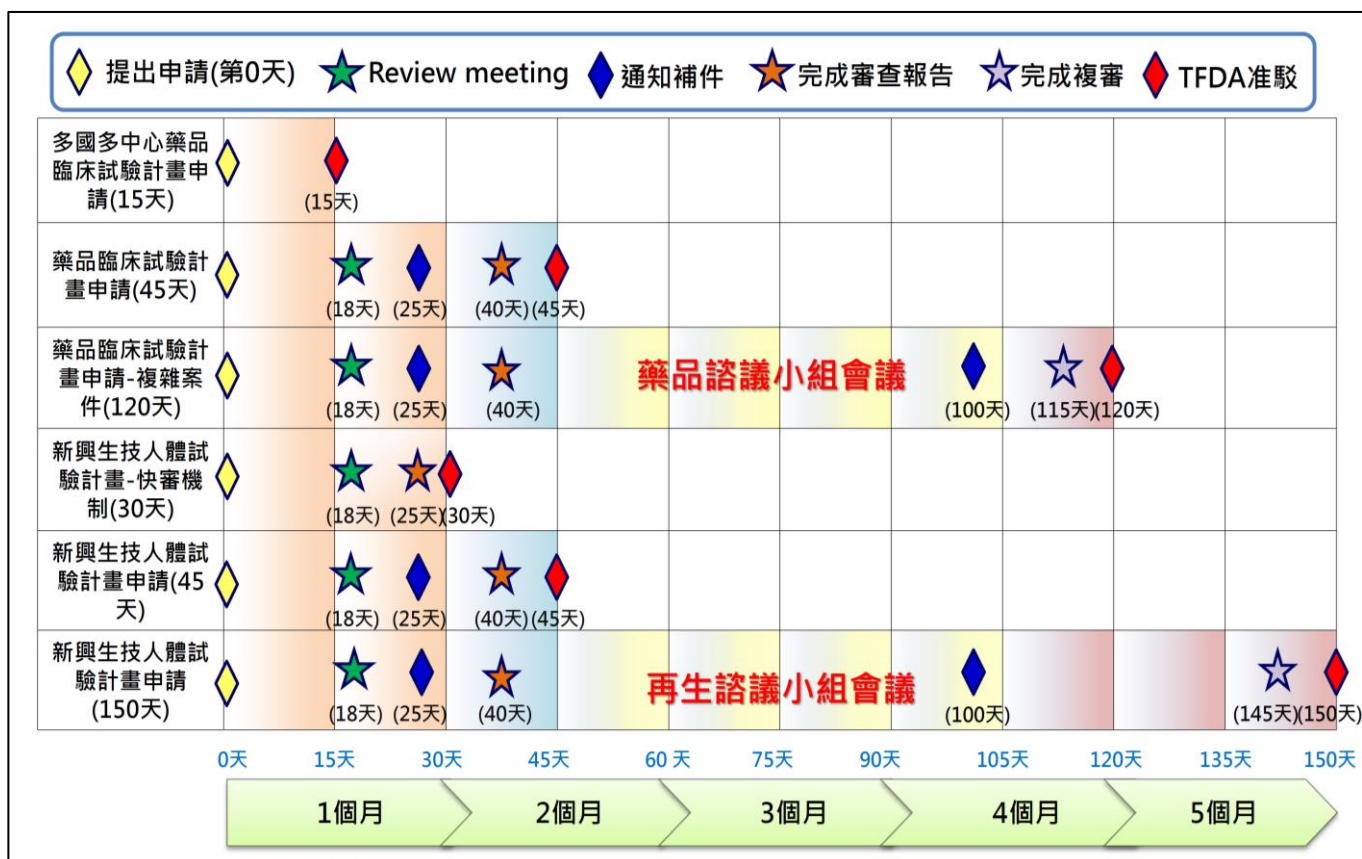 提出申請(第0天) Review meeting 通知補件 完成審查報告 完成複審 TFDA准駁
多國多中心藥品
臨床試驗計畫申
請(15天)
(15天)
藥品臨床試驗計
畫申請(45天)
(18天) (25天) (40天) (45天)
藥品臨床試驗計
畫申請-複雜案
件(120天)
藥品諮議小組會議
(18天) (25天) (40天) (100天) (115天)(120天)
新興生技人體試
驗計畫-快審機
制(30天)
(18天) (25天)(30天)
新興生技人體試
驗計畫申請(45
天)
(18天) (25天) (40天) (45天)
新興生技人體試
驗計畫申請
(150天)
再生諮議小組會議
(18天) (25天) (40天) (100天) (145天)(150天)
0天 15天 30天 45天 60 天 75天 90天 105天 120天 135天 150天
1個月 2個月 3個月 4個月 5個月